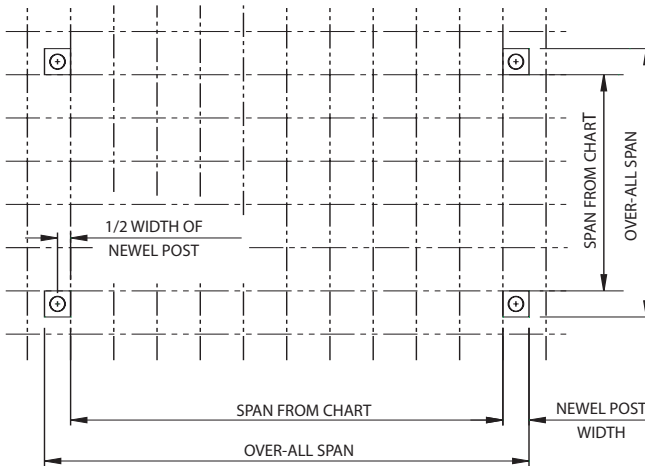 SPAN FROM CHART
OVER-ALL SPAN
1/2 WIDTH OF
NEWEL POST
SPAN FROM CHART
NEWEL POST
WIDTH
OVER-ALL SPAN